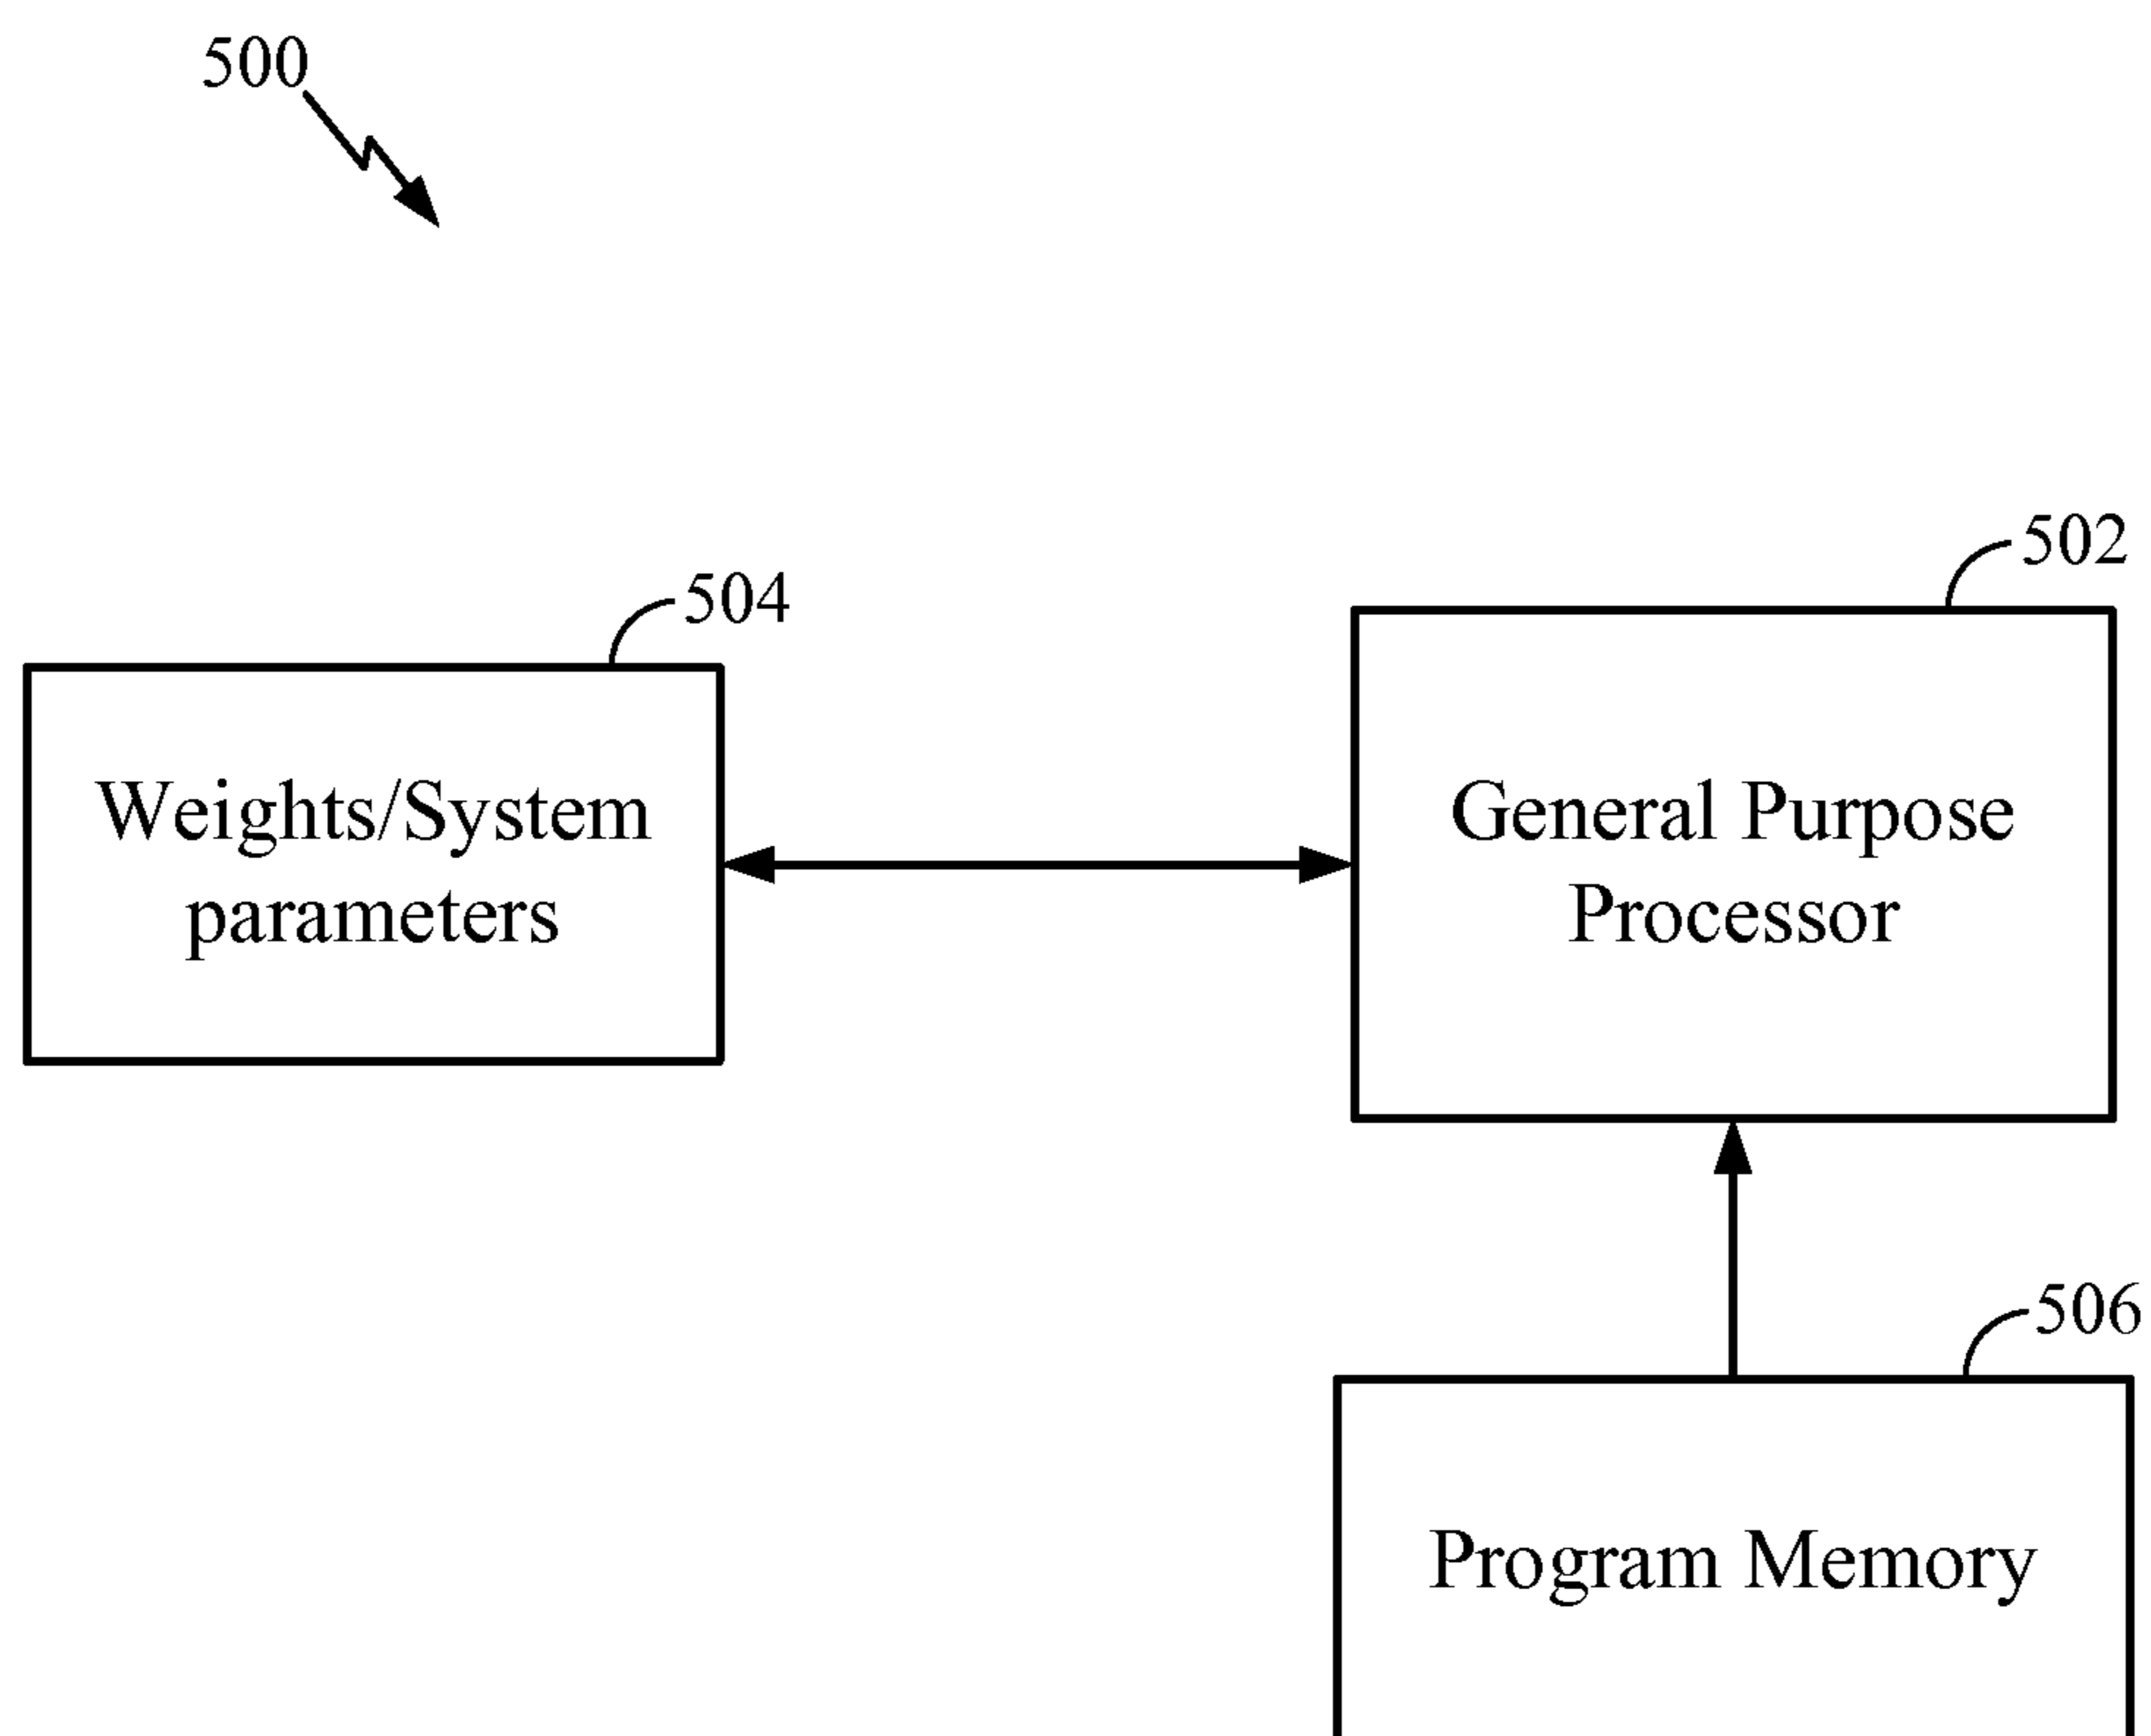 500
502
504
Weights/System
parameters
General Purpose
Processor
506
Program Memory